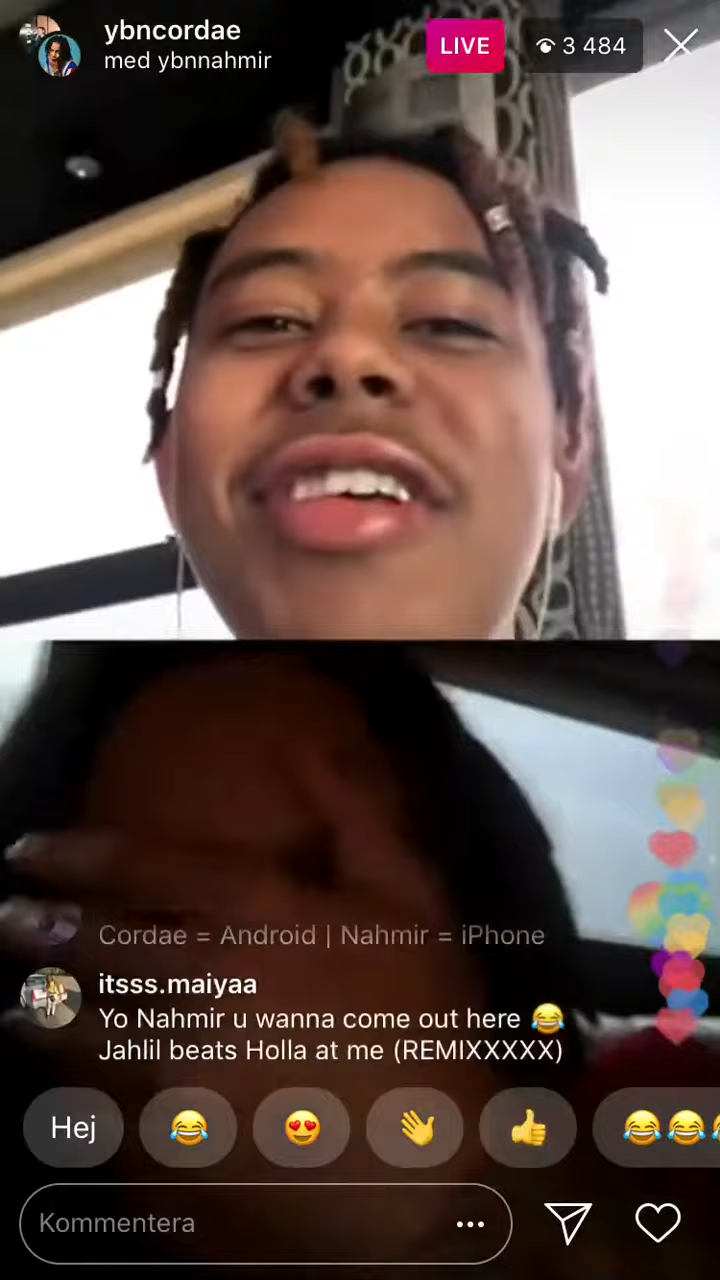 ybncordae
med ybnnahmir
LIVE
3 484
Cordae = Android | Nahmir = iPhone
itsss.maiyaa
Yo Nahmir u wanna come out here 😂
Jahlil beats Holla at me (REMIXXXXX)
Hej
Kommentera